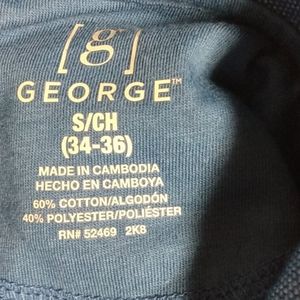 [g]
GEORGE™
S/CH
(34-36)
MADE IN CAMBODIA
HECHO EN CAMBOYA
60% COTTON/ALGODÓN
40% POLYESTER/POLIÉSTER
RN# 52469 2K8